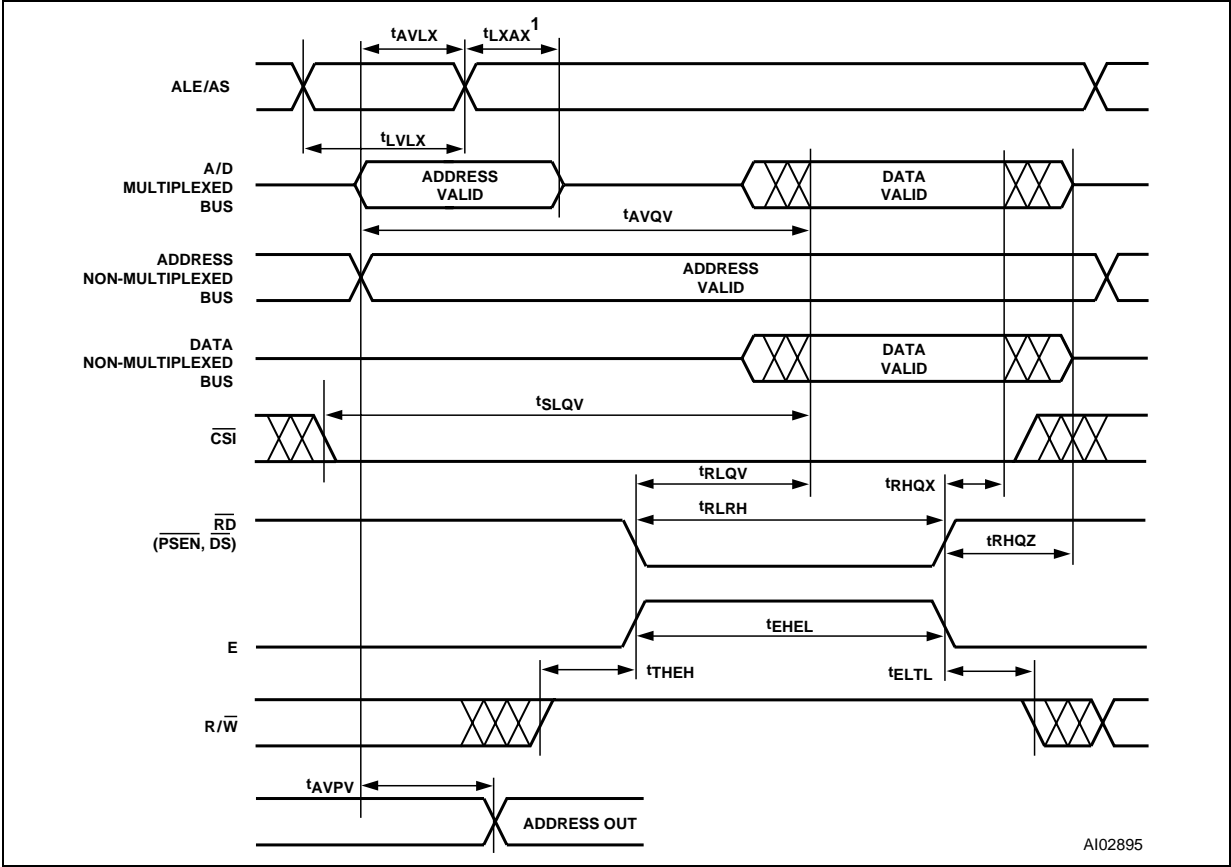 tAVLX tLXAX 1
ALE/AS
tLVLX
A/D
MULTIPLEXED
BUS
ADDRESS
VALID
DATA
VALID
tAVQV
ADDRESS
NON-MULTIPLEXED
BUS
ADDRESS
VALID
DATA
NON-MULTIPLEXED
BUS
DATA
VALID
tSLQV
CSI
tRLQV
tRHQX
tRLRH
RD
(PSEN, DS)
tRHQZ
tEHEL
E
tTHEH
tELTL
R/W
tAVPV
ADDRESS OUT
AI02895